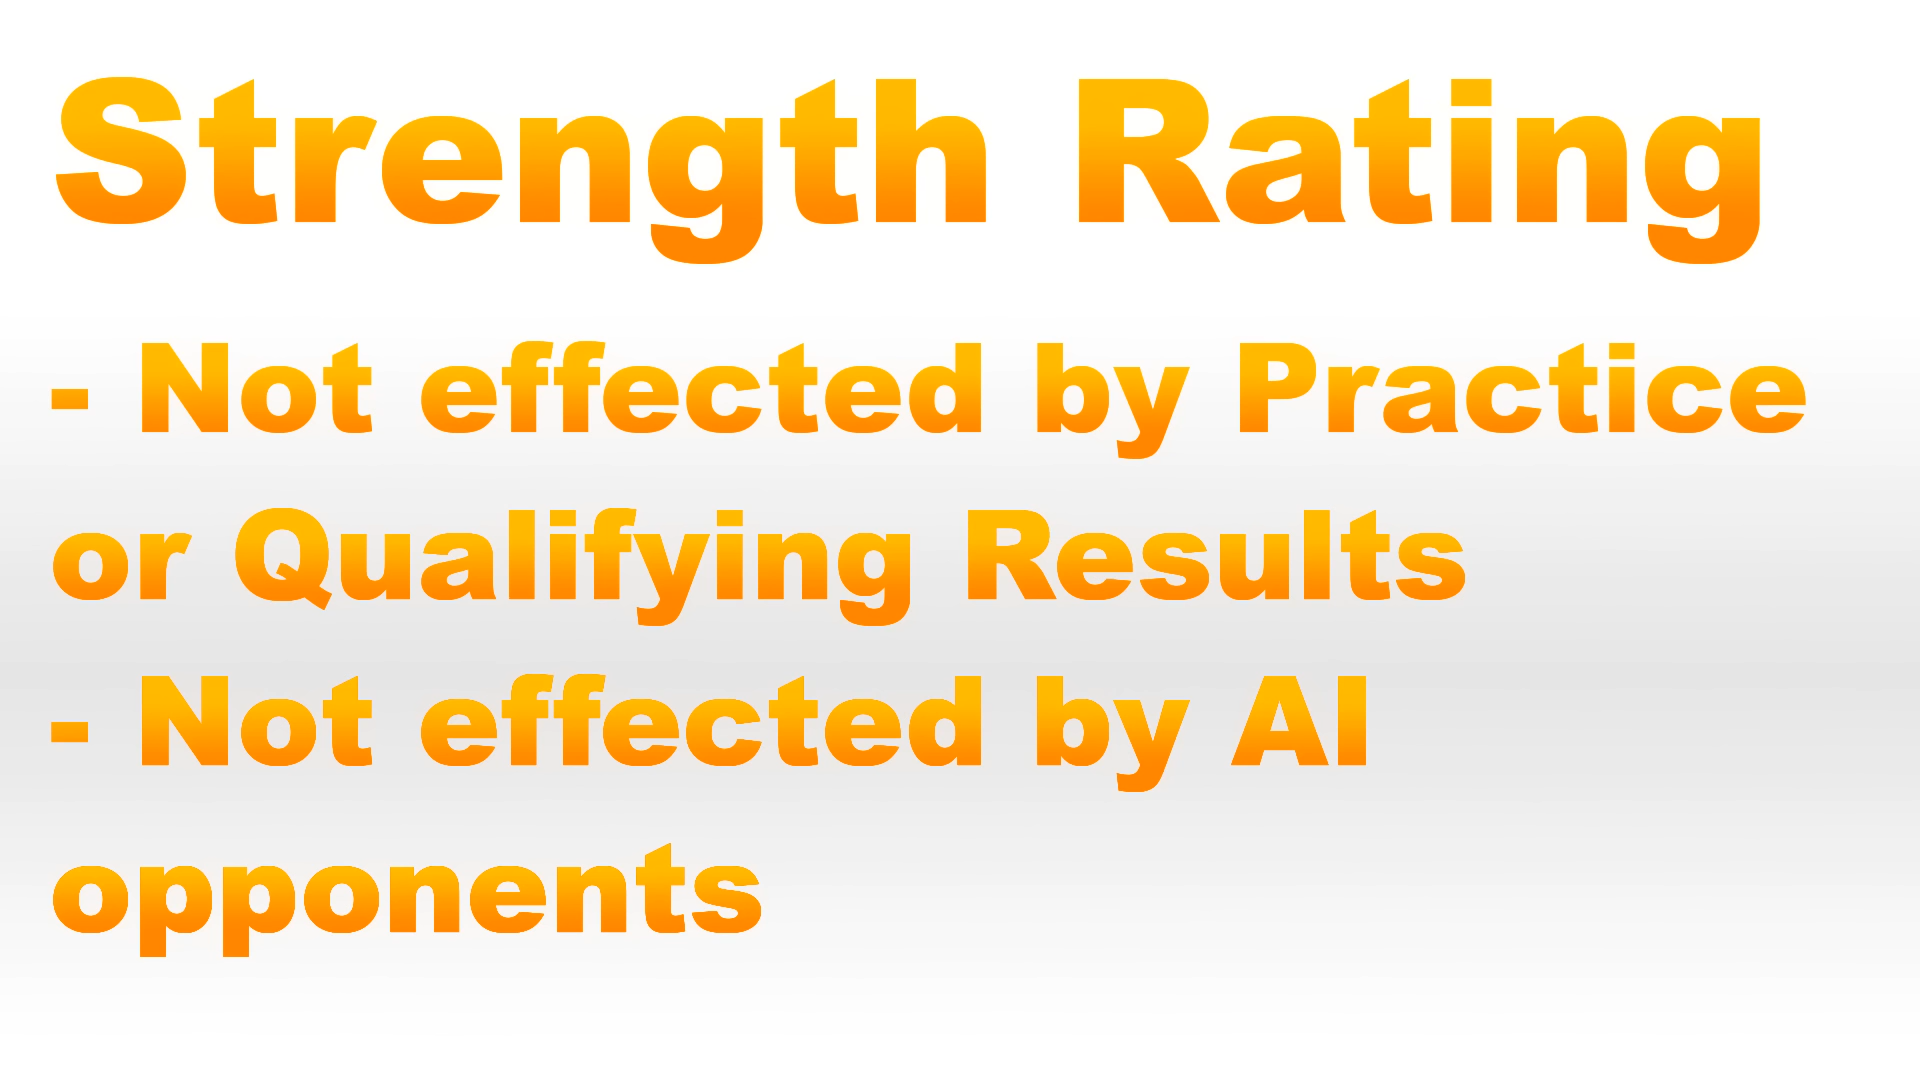 Strength Rating
- Not effected by Practice
or Qualifying Results
- Not effected by AI
opponents